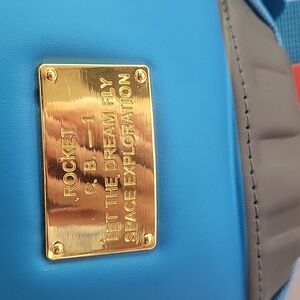 ROCKET
C. B. — 1
LET THE DREAM FLY
SPACE EXPLORATION